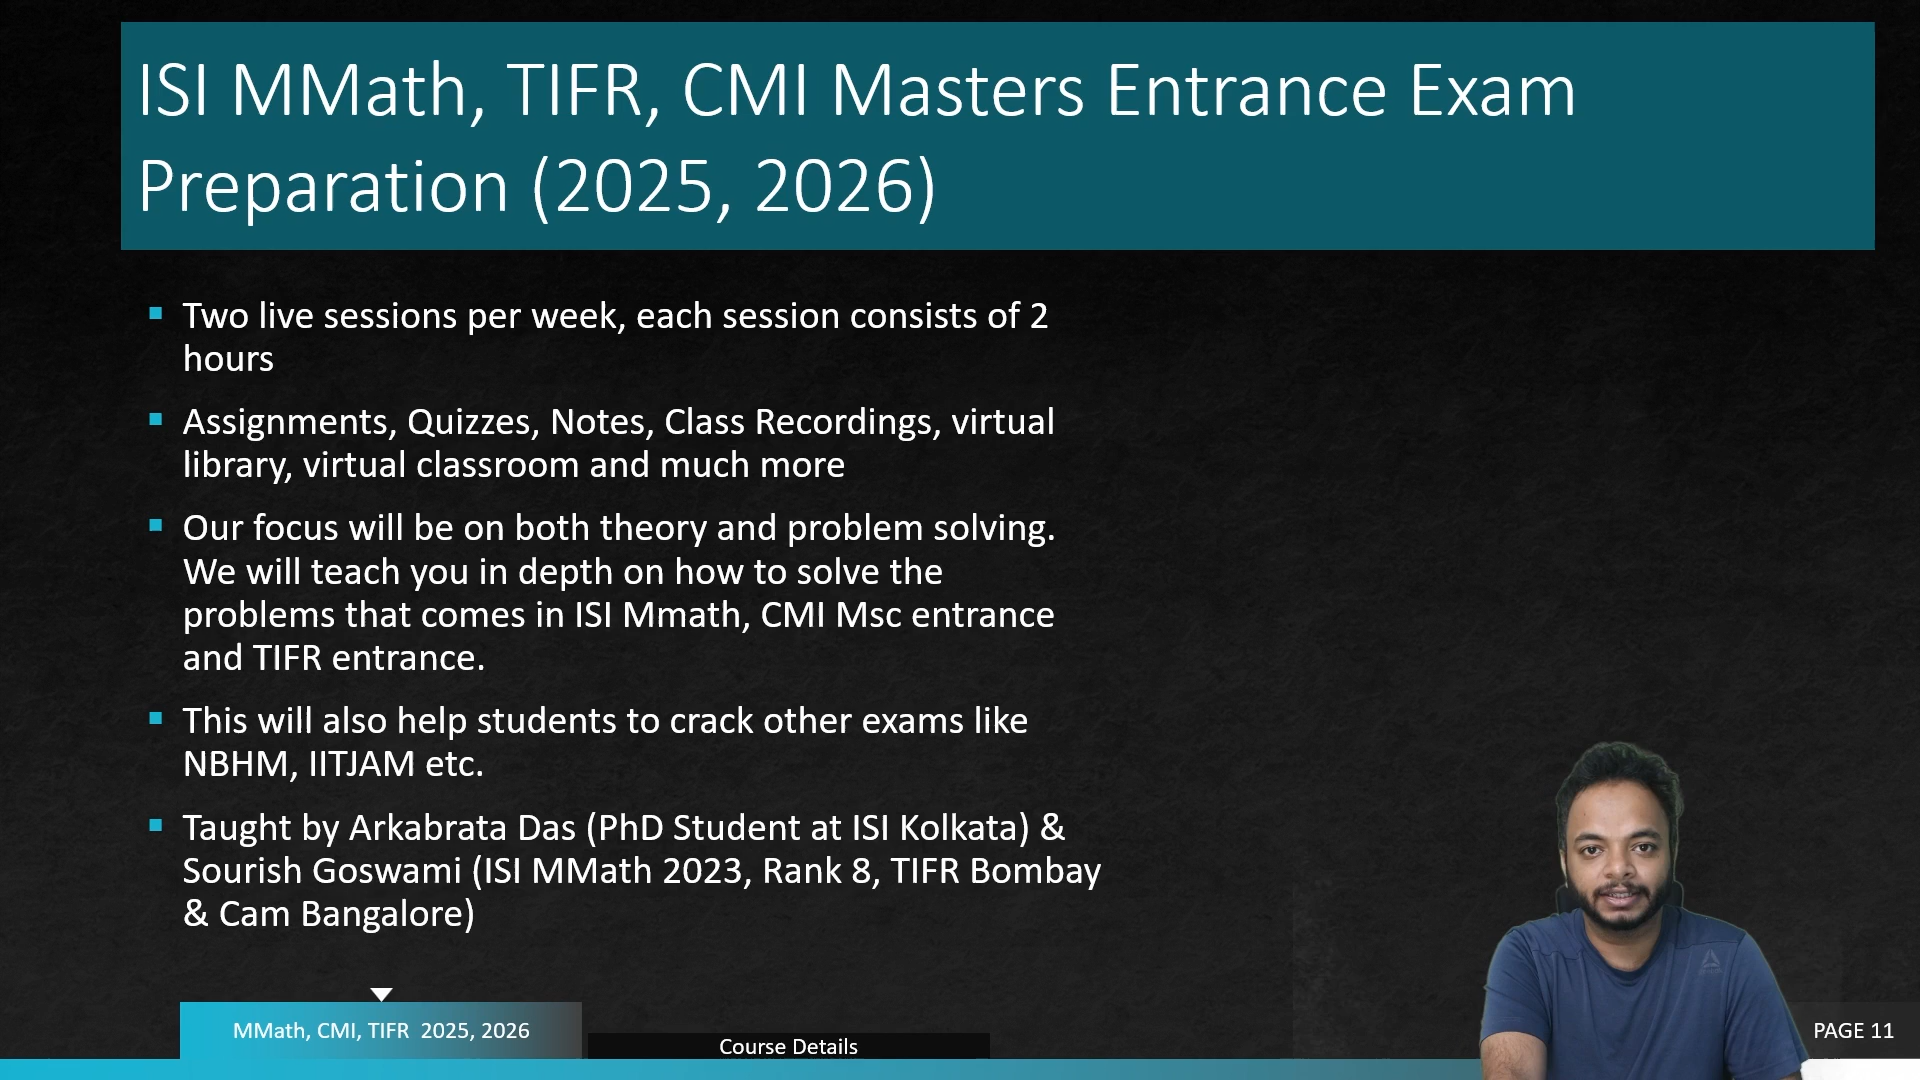 ISI MMath, TIFR, CMI Masters Entrance Exam
Preparation (2025, 2026)
Two live sessions per week, each session consists of 2
hours
Assignments, Quizzes, Notes, Class Recordings, virtual
library, virtual classroom and much more
Our focus will be on both theory and problem solving.
We will teach you in depth on how to solve the
problems that comes in ISI Mmath, CMI Msc entrance
and TIFR entrance.
This will also help students to crack other exams like
NBHM, IITJAM etc.
Taught by Arkabrata Das (PhD Student at ISI Kolkata) &
Sourish Goswami (ISI MMath 2023, Rank 8, TIFR Bombay
& Cam Bangalore)
MMath, CMI, TIFR 2025, 2026
Course Details
PAGE 11